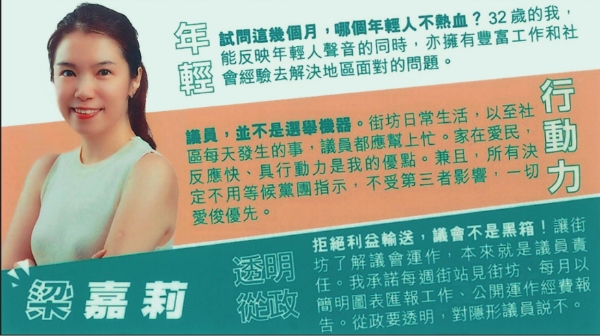 年輕
試問這幾個月，哪個年輕人不熱血？32歲的我，
能反映年輕人聲音的同時，亦擁有豐富工作和社
會經驗去解決地區面對的問題。
行動力
議員，並不是選舉機器。街坊日常生活，以至社
區每天發生的事，議員都應幫上忙。家在愛民，
反應快、具行動力是我的優點。兼且，所有決
定不用等候黨團指示，不受第三者影響，一切
愛俊優先。
透明
從政
拒絕利益輸送，議會不是黑箱！讓街
坊了解議會運作，本來就是議員責
任。我承諾每週街站見街坊、每月以
簡明圖表匯報工作、公開運作經費報
告。從政要透明，對隱形議員說不。
梁嘉莉